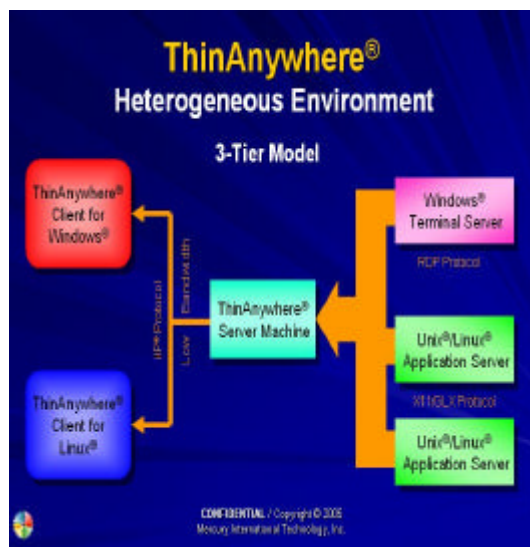 ThinAnywhere®
Heterogeneous Environment
3-Tier Model
ThinAnywhere®
Client for
Windows®
Windows®
Terminal Server
RDP Protocol
Low Bandwidth
Protocol
ThinAnywhere®
Server Machine
Unix®/Linux®
Application Server
X11/GLX Protocol
ThinAnywhere®
Client for
Linux®
Unix®/Linux®
Application Server
CONFIDENTIAL / Copyright ©
Mercury International Technology, Inc.